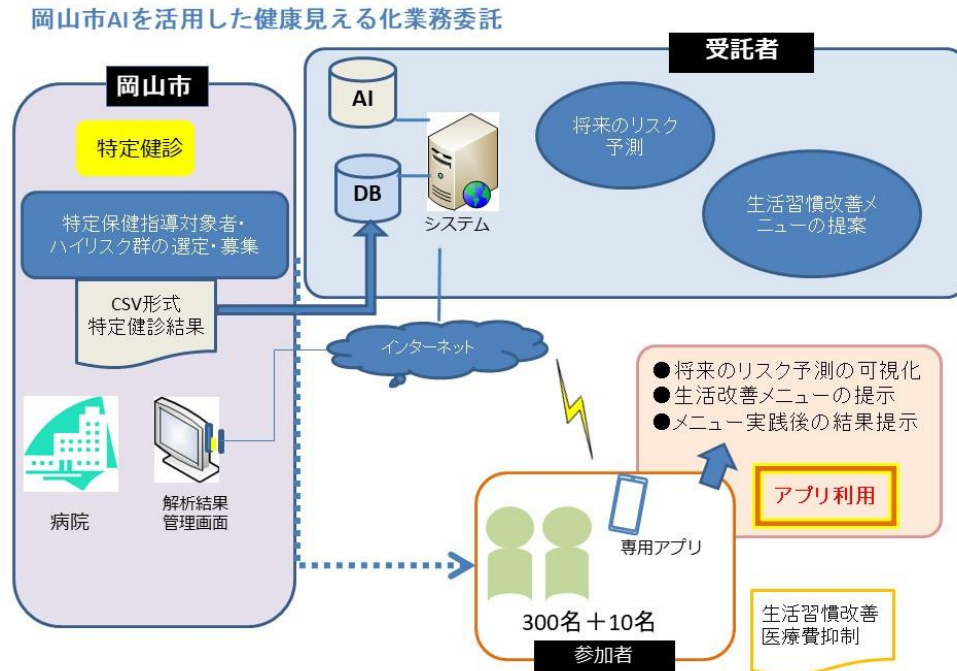 岡山市AIを活用した健康見える化業務委託
岡山市
特定健診
特定保健指導対象者・
ハイリスク群の選定・募集
CSV形式
特定健診結果
病院
解析結果
管理画面
受託者
AI
DB
システム
将来のリスク
予測
生活習慣改善メ
ニューの提案
インターネット
●将来のリスク予測の可視化
●生活改善メニューの提示
●メニュー実践後の結果提示
アプリ利用
専用アプリ
300名＋10名
参加者
生活習慣改善
医療費抑制